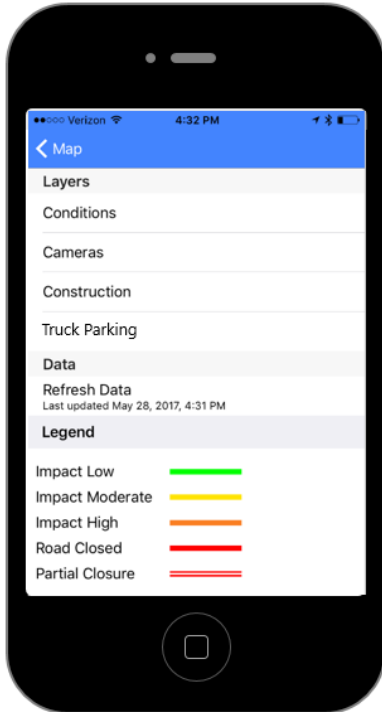 ●●○○○ Verizon 4:32 PM
Map
Layers
Conditions
Cameras
Construction
Truck Parking
Data
Refresh Data
Last updated May 28, 2017, 4:31 PM
Legend
Impact Low
Impact Moderate
Impact High
Road Closed
Partial Closure